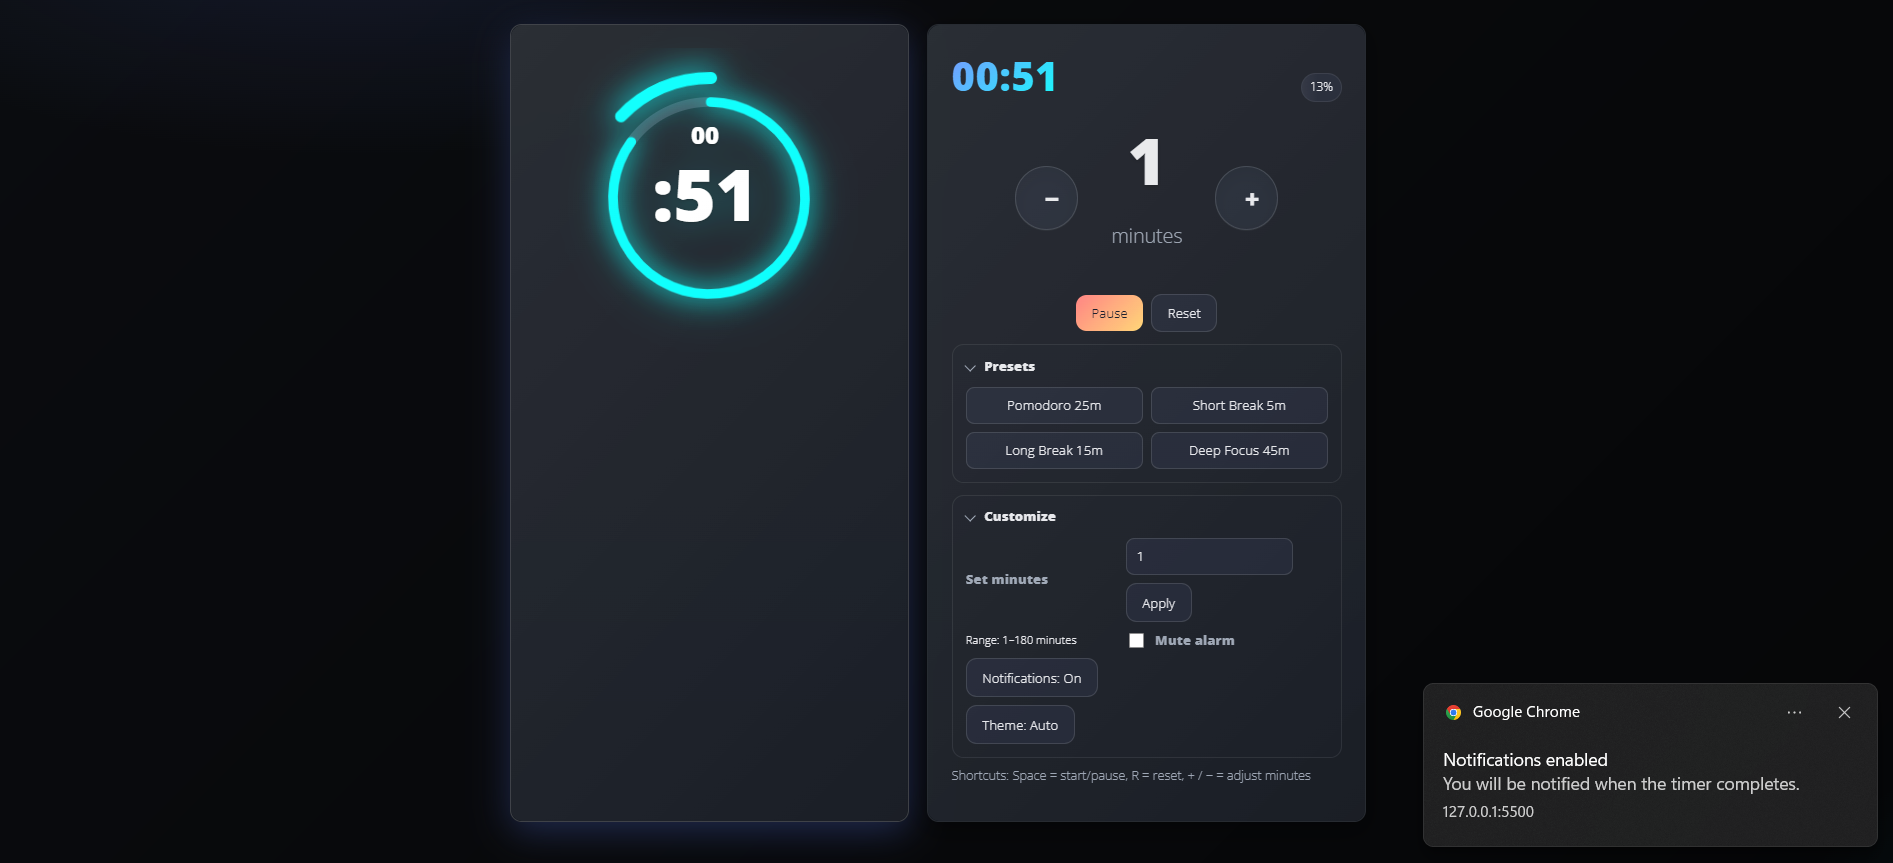 00
:51
00:51
13%
−
1
+
minutes
Pause
Reset
Presets
Pomodoro 25m
Short Break 5m
Long Break 15m
Deep Focus 45m
Customize
Set minutes
1
Apply
Range: 1–180 minutes
Mute alarm
Notifications: On
Theme: Auto
Shortcuts: Space = start/pause, R = reset, + / − = adjust minutes
Google Chrome
Notifications enabled
You will be notified when the timer completes.
127.0.0.1:5500